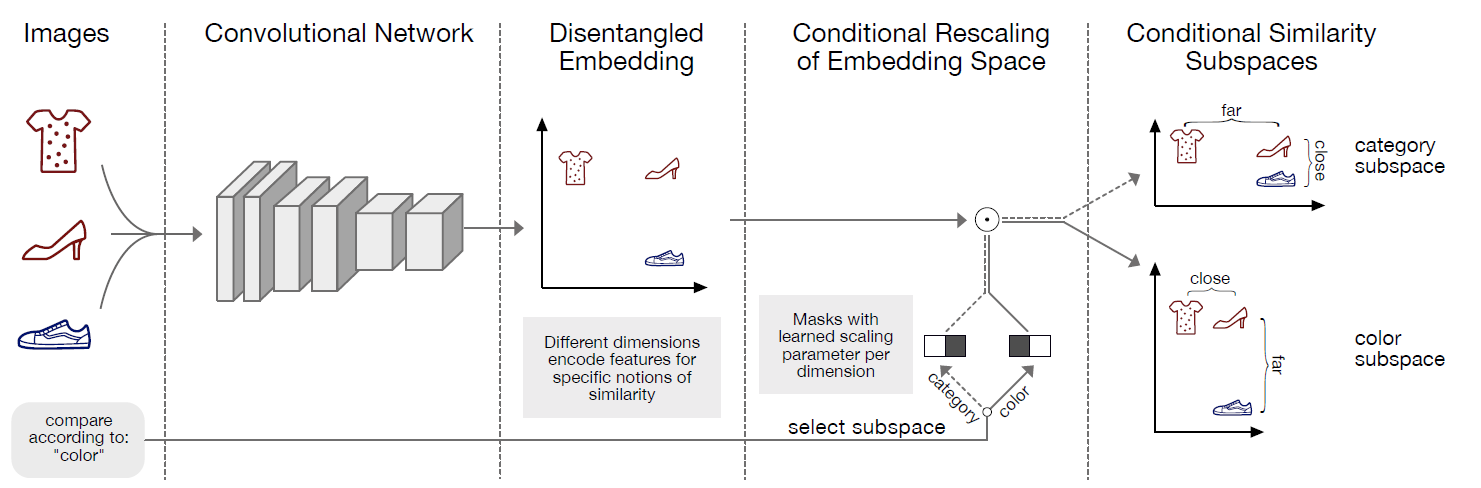 Images
Convolutional Network
Disentangled
Embedding
Conditional Rescaling
of Embedding Space
Conditional Similarity
Subspaces
far
close
category
subspace
close
far
color
subspace
Different dimensions
encode features for
specific notions of
similarity
Masks with
learned scaling
parameter per
dimension
category
color
select subspace
compare
according to:
"color"